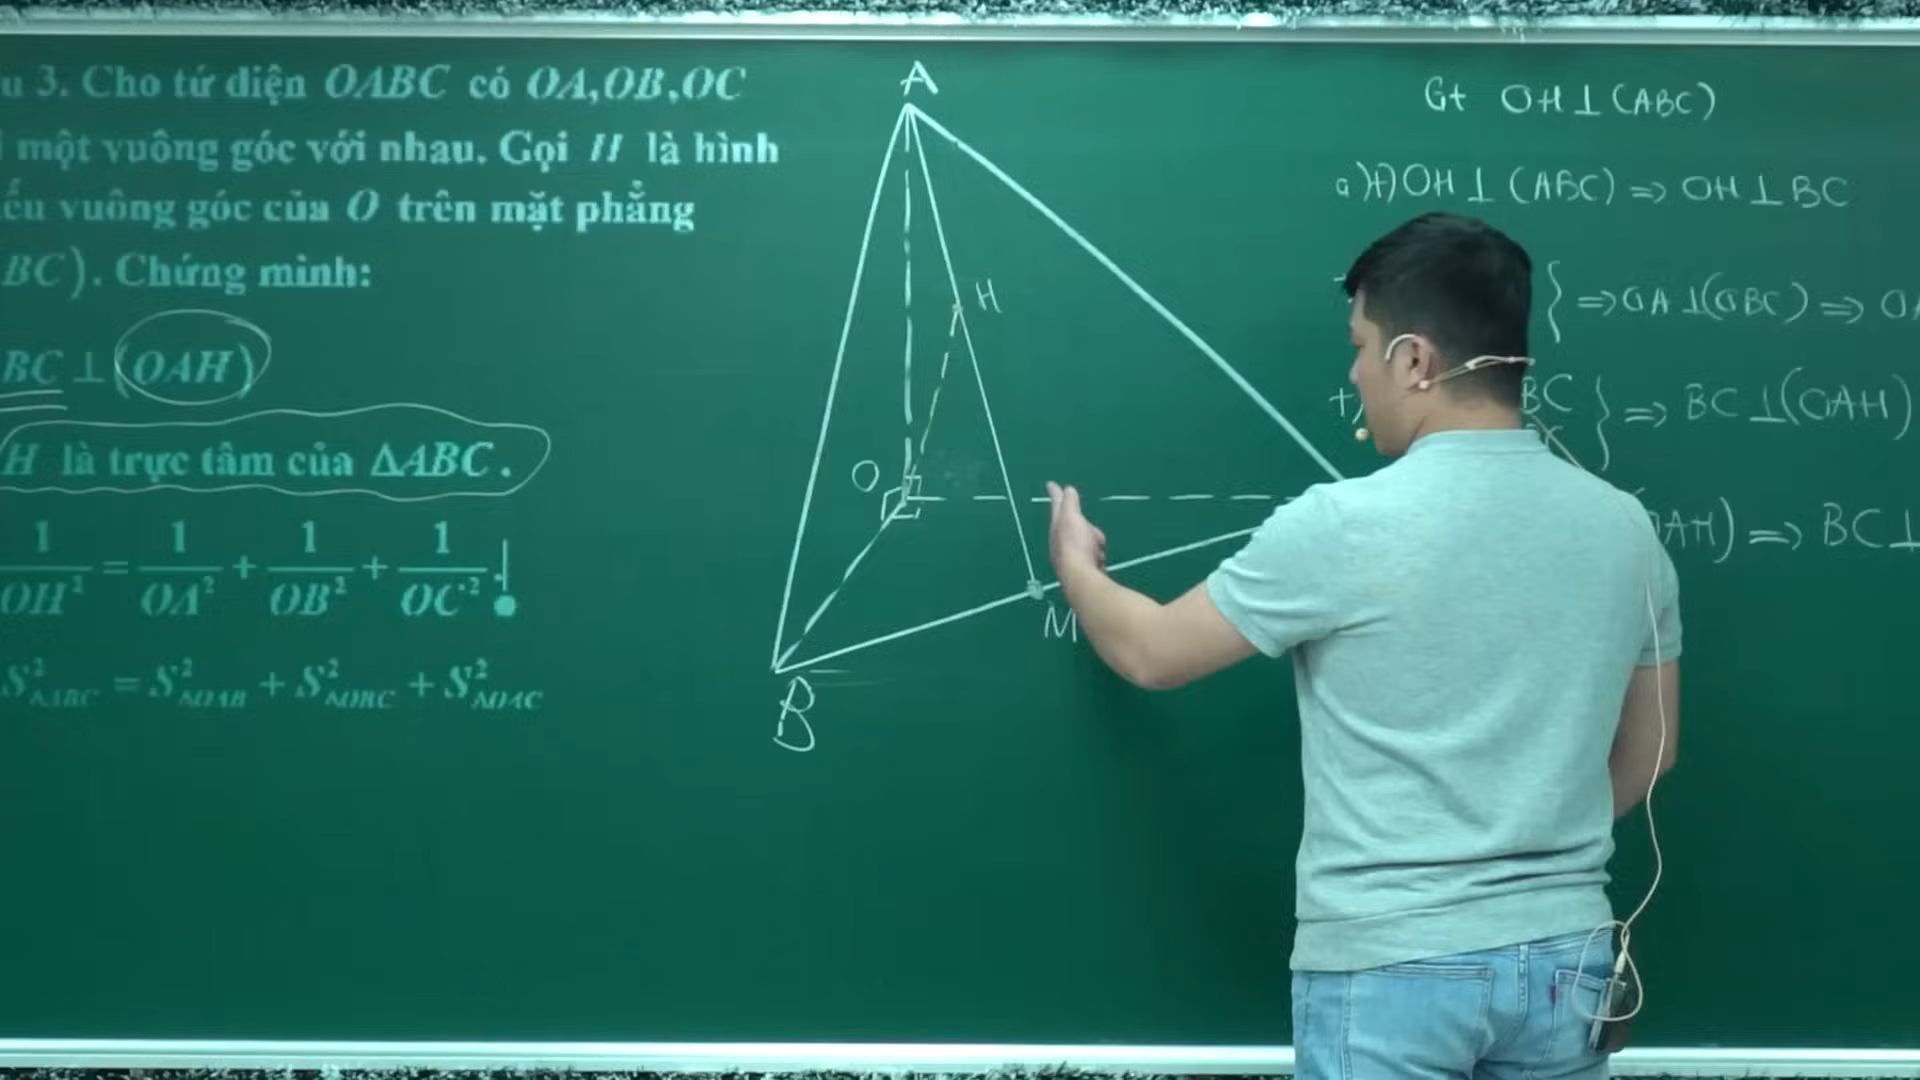 u 3. Cho tứ diện OABC có OA,OB,OC
một vuông góc với nhau. Gọi H là hình
ếu vuông góc của O trên mặt phẳng
BC). Chứng minh:
BC ⊥ (OAH)
H là trực tâm của ΔABC.
1/OH² = 1/OA² + 1/OB² + 1/OC².
S²ΔABC = S²ΔOAB + S²ΔOBC + S²ΔOAC
A
H
O
M
B
Gt OH ⊥ (ABC)
a) +) OH ⊥ (ABC) => OH ⊥ BC
} => OA ⊥ (OBC) => OA
+) BC } => BC ⊥ (OAH)
OAH) => BC ⊥